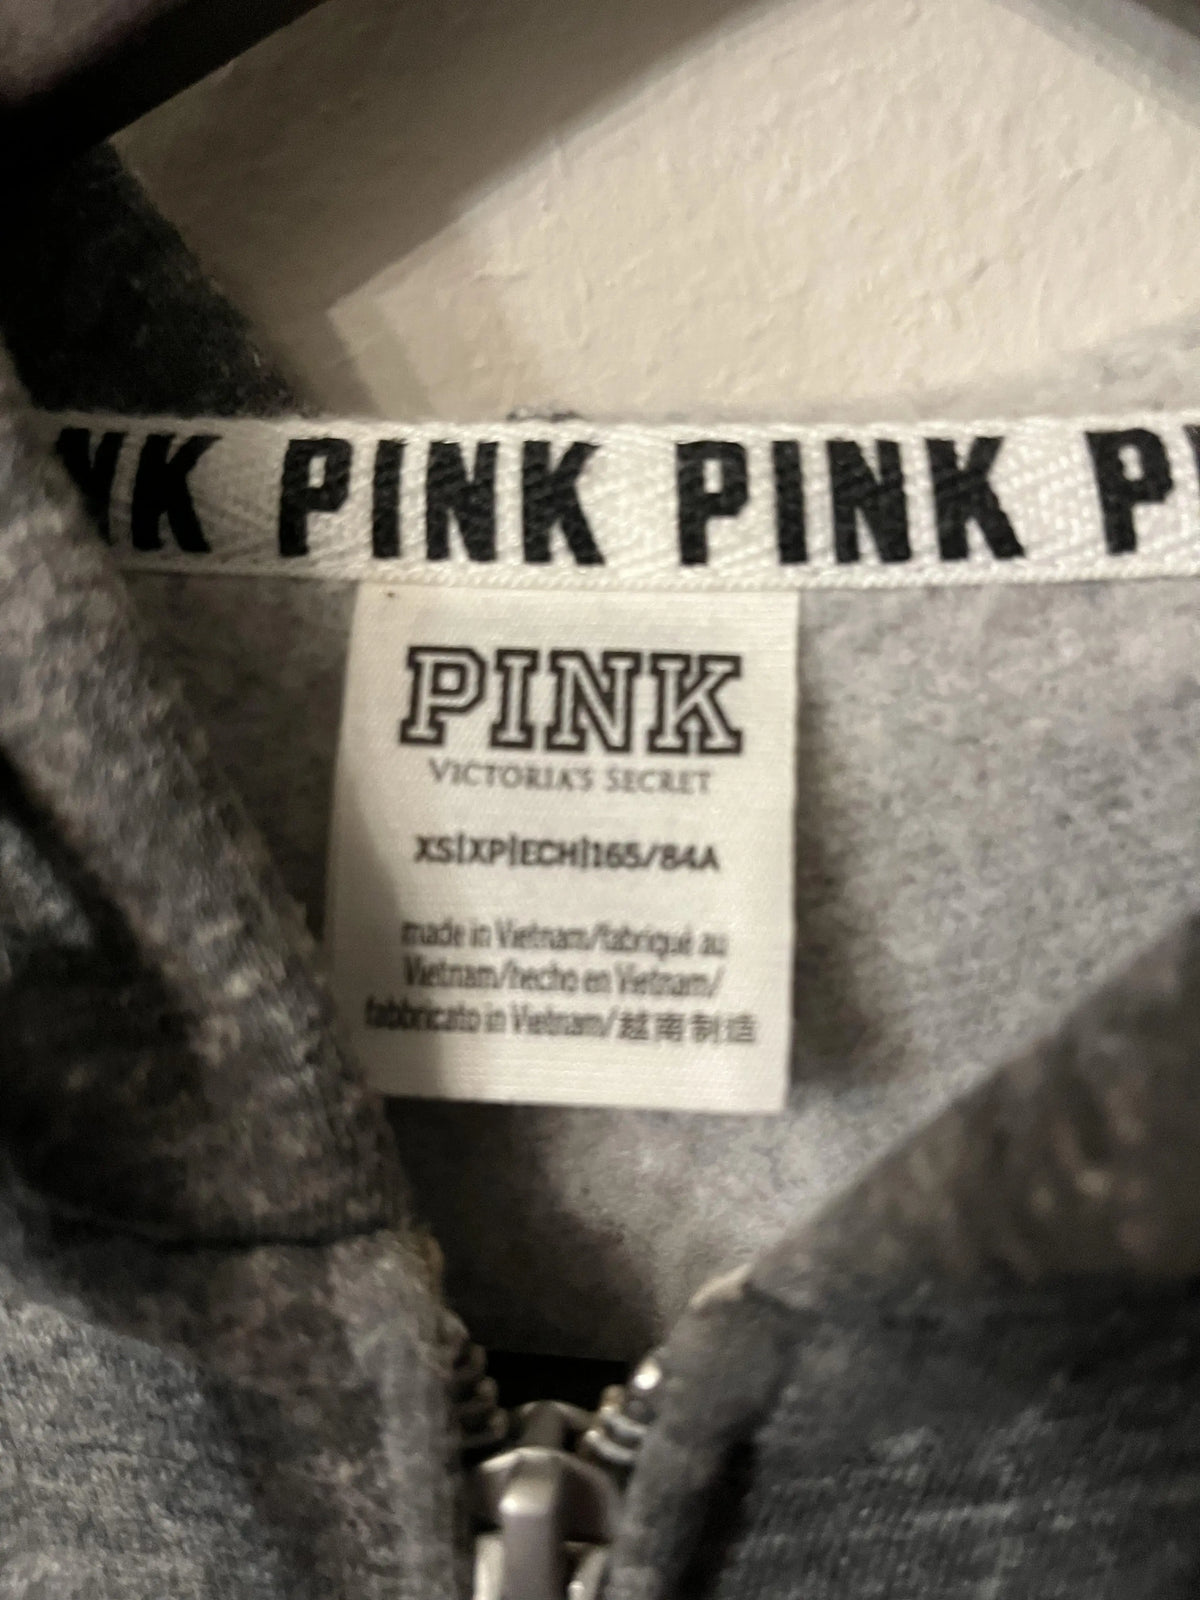 NK PINK PINK PI
PINK
VICTORIA'S SECRET
XS|XP|ECH|165/84A
made in Vietnam/fabriqué au
Vietnam/hecho en Vietnam/
fabbricato in Vietnam/越南制造